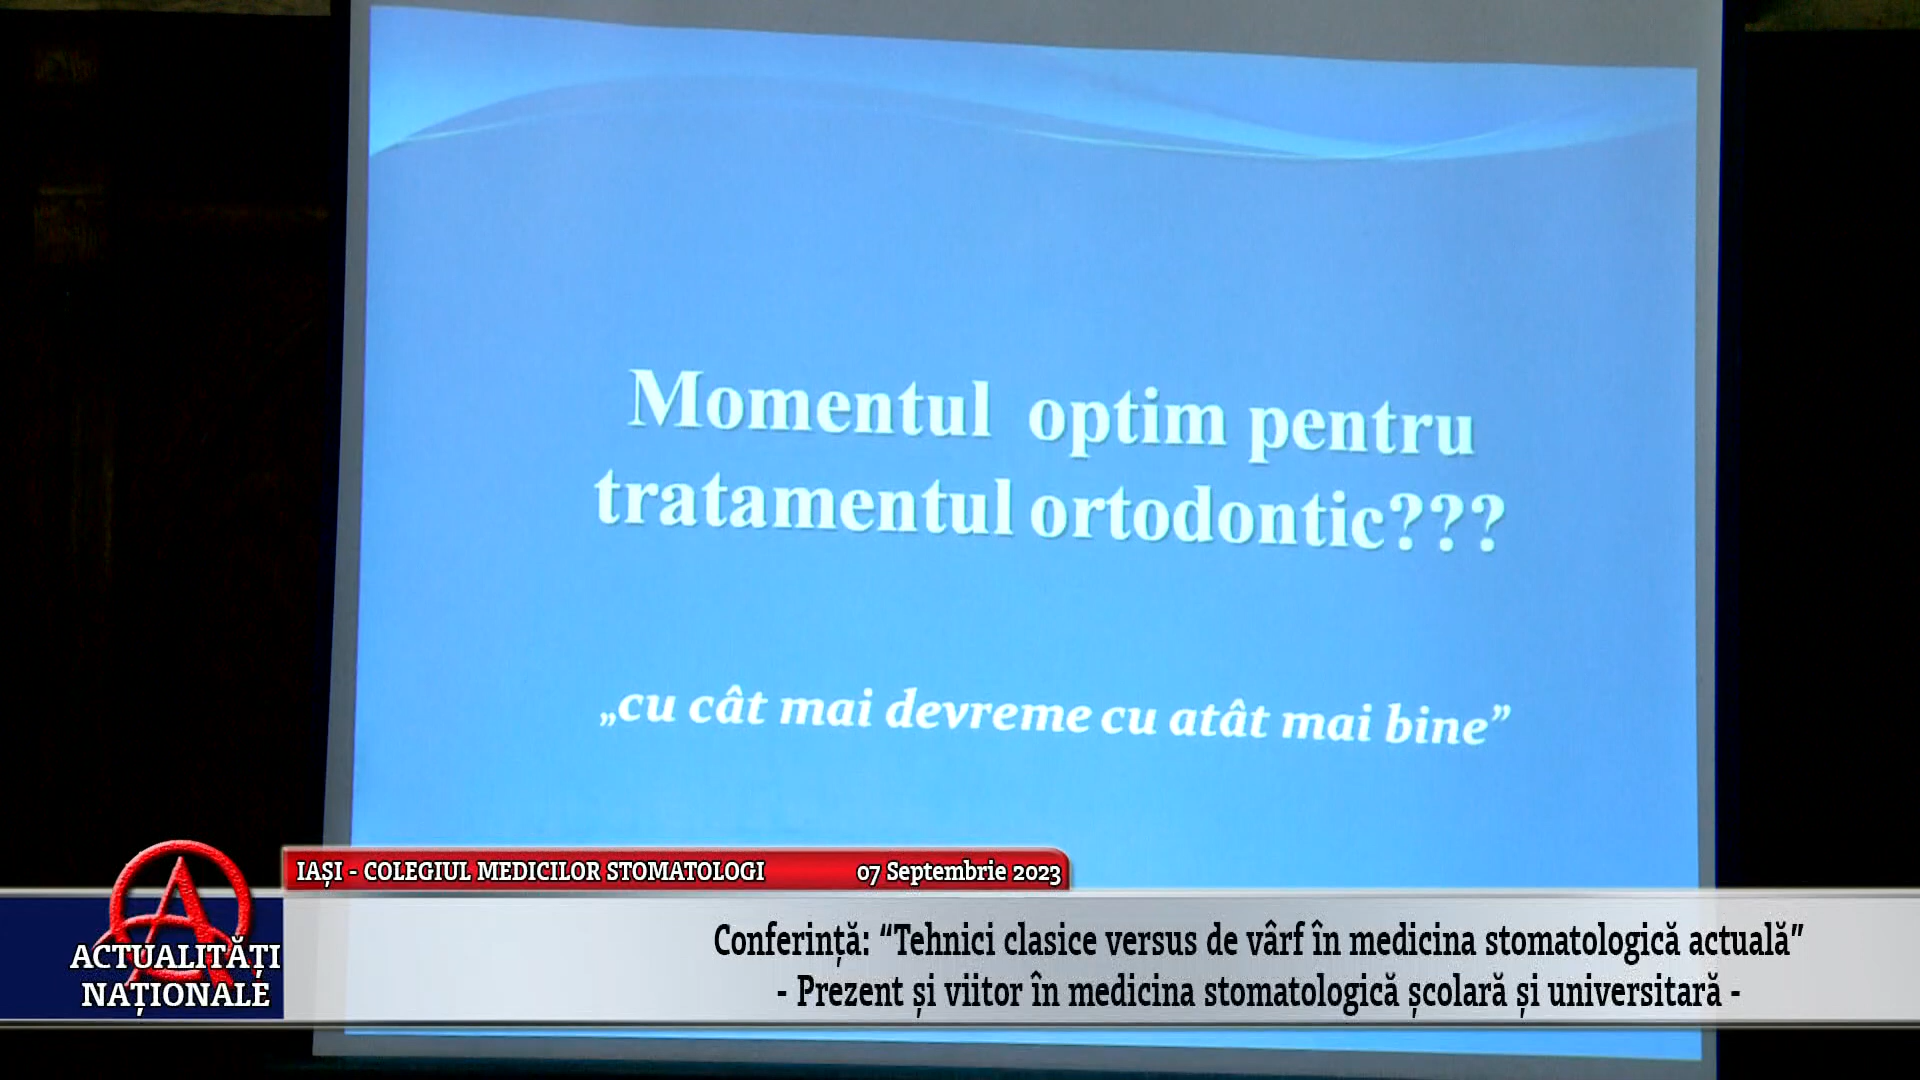 Momentul optim pentru
tratamentul ortodontic???
„cu cât mai devreme cu atât mai bine”
IAȘI - COLEGIUL MEDICILOR STOMATOLOGI
07 Septembrie 2023
ACTUALITĂȚI
NAȚIONALE
Conferință: “Tehnici clasice versus de vârf în medicina stomatologică actuală”
- Prezent și viitor în medicina stomatologică școlară și universitară -